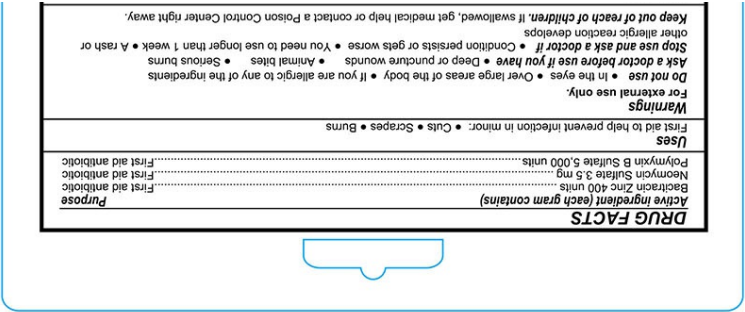 DRUG FACTS
Active ingredient (each gram contains) Purpose
Bacitracin Zinc 400 units ........ First aid antibiotic
Neomycin Sulfate 3.5 mg ........ First aid antibiotic
Polymyxin B Sulfate 5,000 units ........ First aid antibiotic
Uses
First aid to help prevent infection in minor: • Cuts • Scrapes • Burns
Warnings
For external use only.
Do not use • In the eyes • Over large areas of the body • If you are allergic to any of the ingredients
Ask a doctor before use if you have • Deep or puncture wounds • Animal bites • Serious burns
Stop use and ask a doctor if • Condition persists or gets worse • You need to use longer than 1 week • A rash or
other allergic reaction develops
Keep out of reach of children. If swallowed, get medical help or contact a Poison Control Center right away.